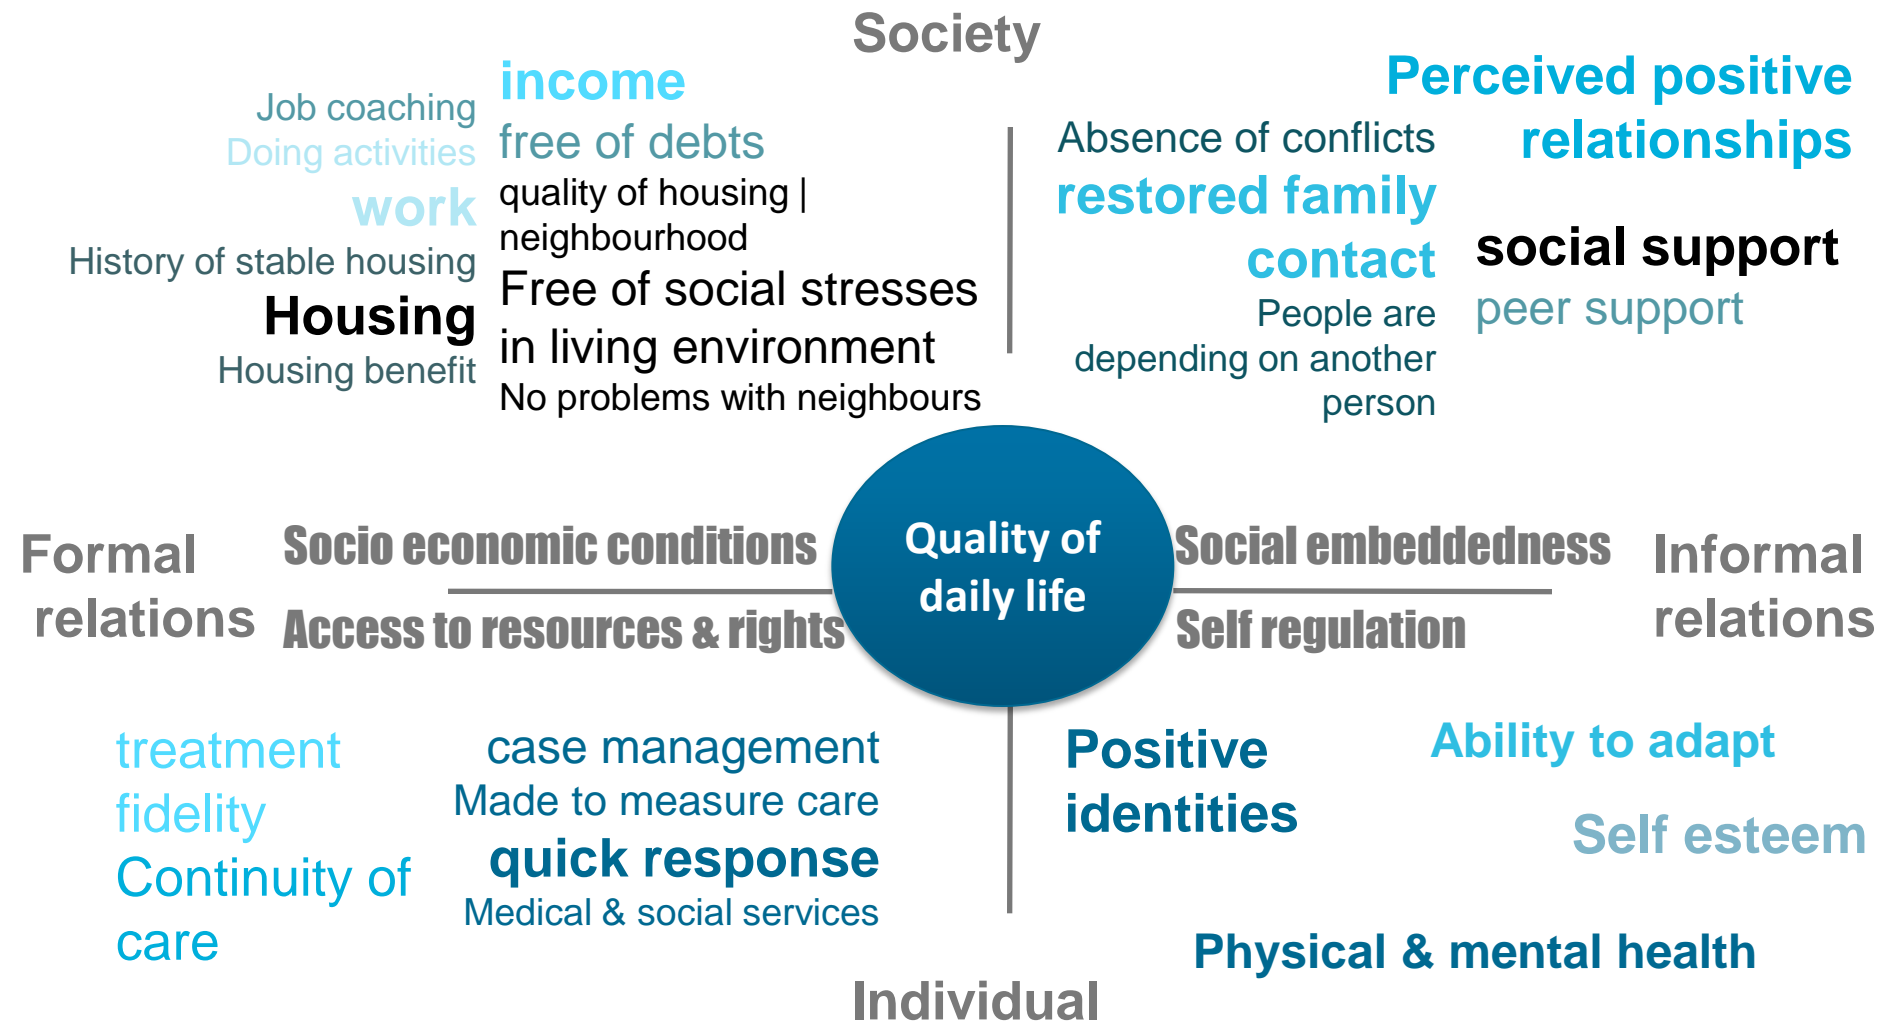 Society
Job coaching
Doing activities
work
History of stable housing
Housing
Housing benefit
income
free of debts
quality of housing |
neighbourhood
Free of social stresses
in living environment
No problems with neighbours
Absence of conflicts
restored family
contact
People are
depending on another
person
Perceived positive
relationships
social support
peer support
Formal
relations
Socio economic conditions
Access to resources & rights
Quality of
daily life
Social embeddedness
Self regulation
Informal
relations
treatment
fidelity
Continuity of
care
case management
Made to measure care
quick response
Medical & social services
Positive
identities
Ability to adapt
Self esteem
Physical & mental health
Individual